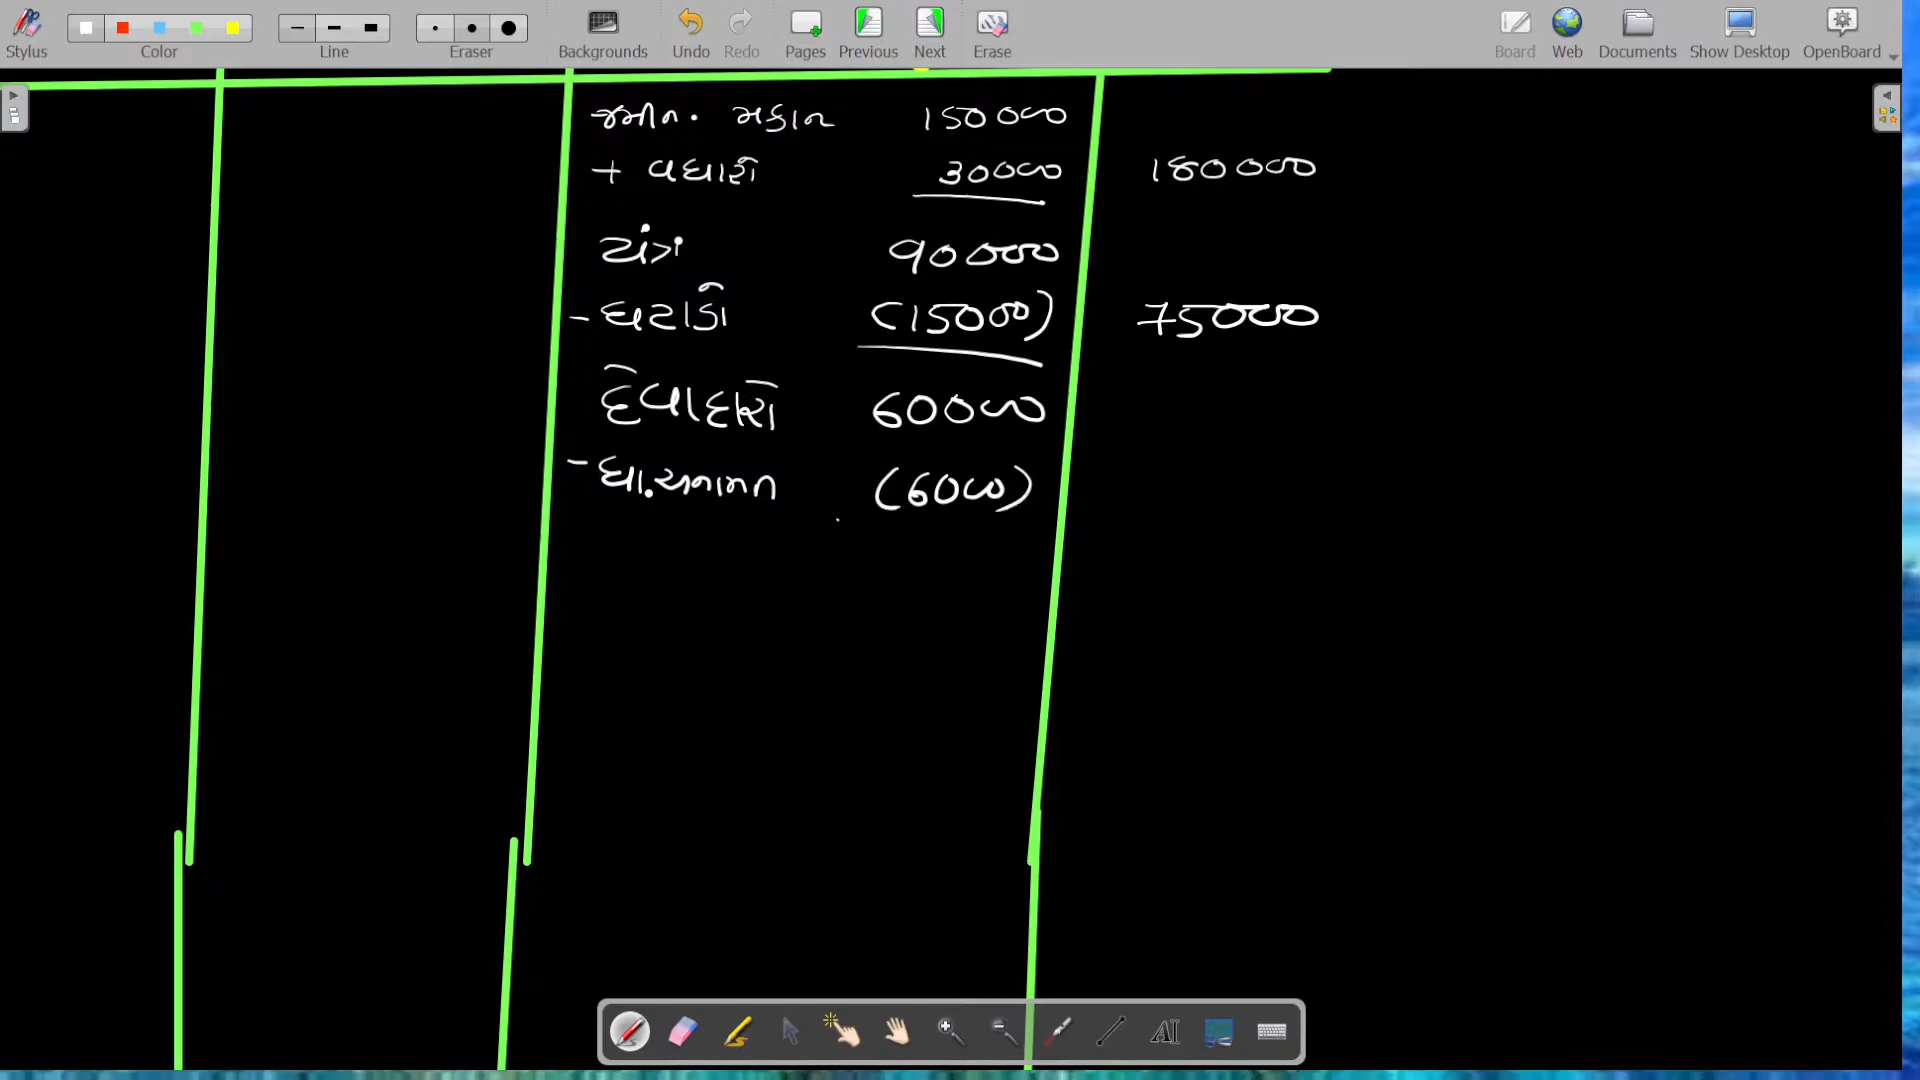 Stylus
Color
Line
Eraser
Backgrounds
Undo
Redo
Pages
Previous
Next
Erase
Board
Web
Documents
Show Desktop
OpenBoard
જમીન. મકાન 150000
+ વધારો 30000 180000
યંત્રો 90000
- ઘટાડો (15000) 75000
દેવાદારો 60000
- ઘા.અનામત (6000)
AI